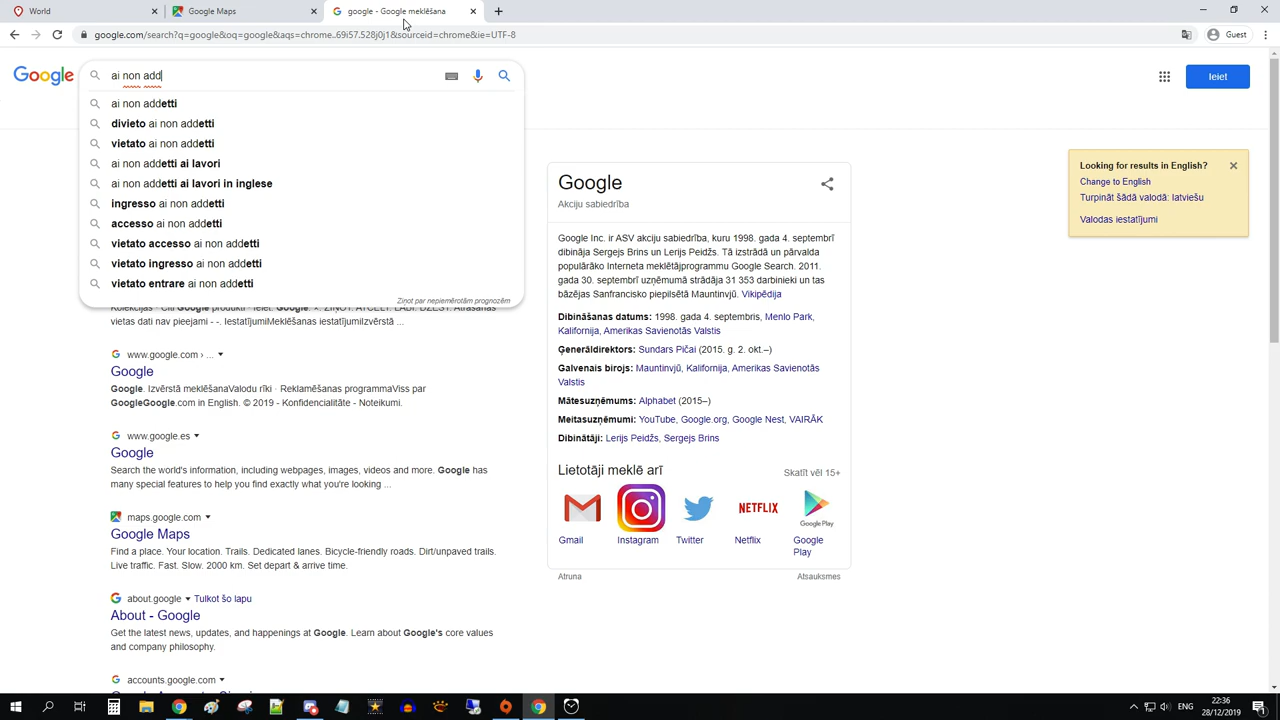 World
Google Maps
google - Google meklēšana
google.com/search?q=google&oq=google&aqs=chrome..69i57.528j0j1&sourceid=chrome&ie=UTF-8
Guest
Google
ai non add
Ieiet
ai non addetti
divieto ai non addetti
vietato ai non addetti
ai non addetti ai lavori
ai non addetti ai lavori in inglese
ingresso ai non addetti
accesso ai non addetti
vietato accesso ai non addetti
vietato ingresso ai non addetti
vietato entrare ai non addetti
Ziņot par nepiemērotām prognozēm
vietas dati nav pieejami - -. IestatījumiMeklēšanas iestatījumiIzvērstā ...
www.google.com › ...
Google
Google. Izvērstā meklēšanaValodu rīki · Reklamēšanas programmaViss par
GoogleGoogle.com in English. © 2019 - Konfidencialitāte - Noteikumi.
www.google.es
Google
Search the world's information, including webpages, images, videos and more. Google has
many special features to help you find exactly what you're looking ...
maps.google.com
Google Maps
Find a place. Your location. Trails. Dedicated lanes. Bicycle-friendly roads. Dirt/unpaved trails.
Live traffic. Fast. Slow. 2000 km. Set depart & arrive time.
about.google Tulkot šo lapu
About - Google
Get the latest news, updates, and happenings at Google. Learn about Google's core values
and company philosophy.
accounts.google.com
Google
Akciju sabiedrība
Google Inc. ir ASV akciju sabiedrība, kuru 1998. gada 4. septembrī
dibināja Sergejs Brins un Lerijs Peidžs. Tā izstrādā un pārvalda
populārāko Interneta meklētājprogrammu Google Search. 2011.
gada 30. septembrī uzņēmumā strādāja 31 353 darbinieki un tas
bāzējas Sanfrancisko piepilsētā Mauntinvjū. Vikipēdija
Dibināšanas datums: 1998. gada 4. septembris, Menlo Park,
Kalifornija, Amerikas Savienotās Valstis
Ģenerāldirektors: Sundars Pičai (2015. g. 2. okt.–)
Galvenais birojs: Mauntinvjū, Kalifornija, Amerikas Savienotās
Valstis
Mātesuzņēmums: Alphabet (2015–)
Meitasuzņēmumi: YouTube, Google.org, Google Nest, VAIRĀK
Dibinātāji: Lerijs Peidžs, Sergejs Brins
Lietotāji meklē arī
Skatīt vēl 15+
NETFLIX
Google Play
Gmail
Instagram
Twitter
Netflix
Google
Play
Atruna
Atsauksmes
Looking for results in English?
Change to English
Turpināt šādā valodā: latviešu
Valodas iestatījumi
ENG
22:36
28/12/2019